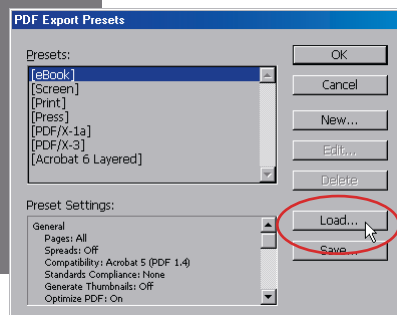 PDF Export Presets
Presets:
[eBook]
[Screen]
[Print]
[Press]
[PDF/X-1a]
[PDF/X-3]
[Acrobat 6 Layered]
OK
Cancel
New...
Edit...
Delete
Load...
Save...
Preset Settings:
General
Pages: All
Spreads: Off
Compatibility: Acrobat 5 (PDF 1.4)
Standards Compliance: None
Generate Thumbnails: Off
Optimize PDF: On